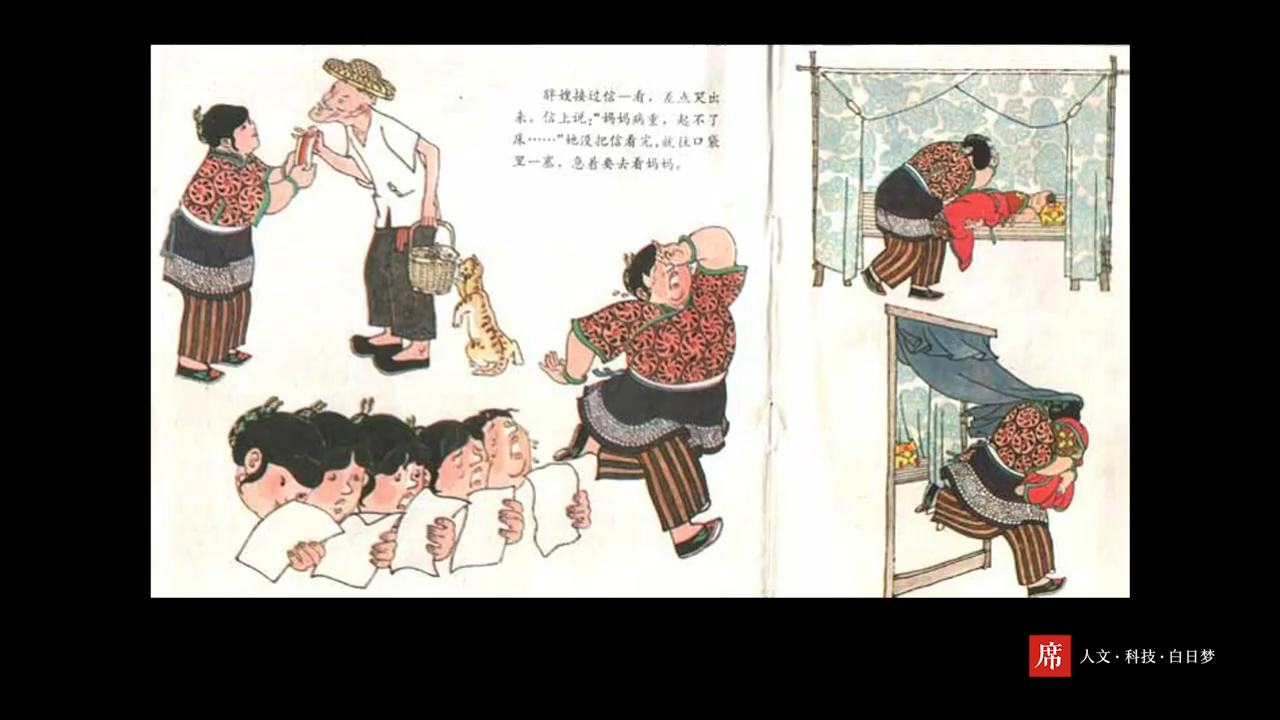 胖嫂接过信一看，差点哭出
来。信上说：“妈妈病重，起不了
床……”她没把信看完，就往口袋
里一塞，急着要去看妈妈。
席 人文·科技·白日梦